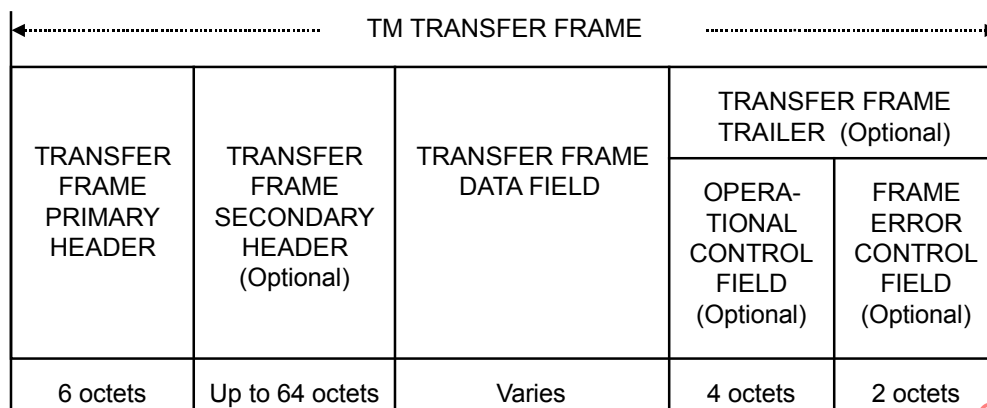 TM TRANSFER FRAME
TRANSFER
FRAME
PRIMARY
HEADER
TRANSFER
FRAME
SECONDARY
HEADER
(Optional)
TRANSFER FRAME
DATA FIELD
TRANSFER FRAME
TRAILER (Optional)
OPERA-
TIONAL
CONTROL
FIELD
(Optional)
FRAME
ERROR
CONTROL
FIELD
(Optional)
6 octets
Up to 64 octets
Varies
4 octets
2 octets